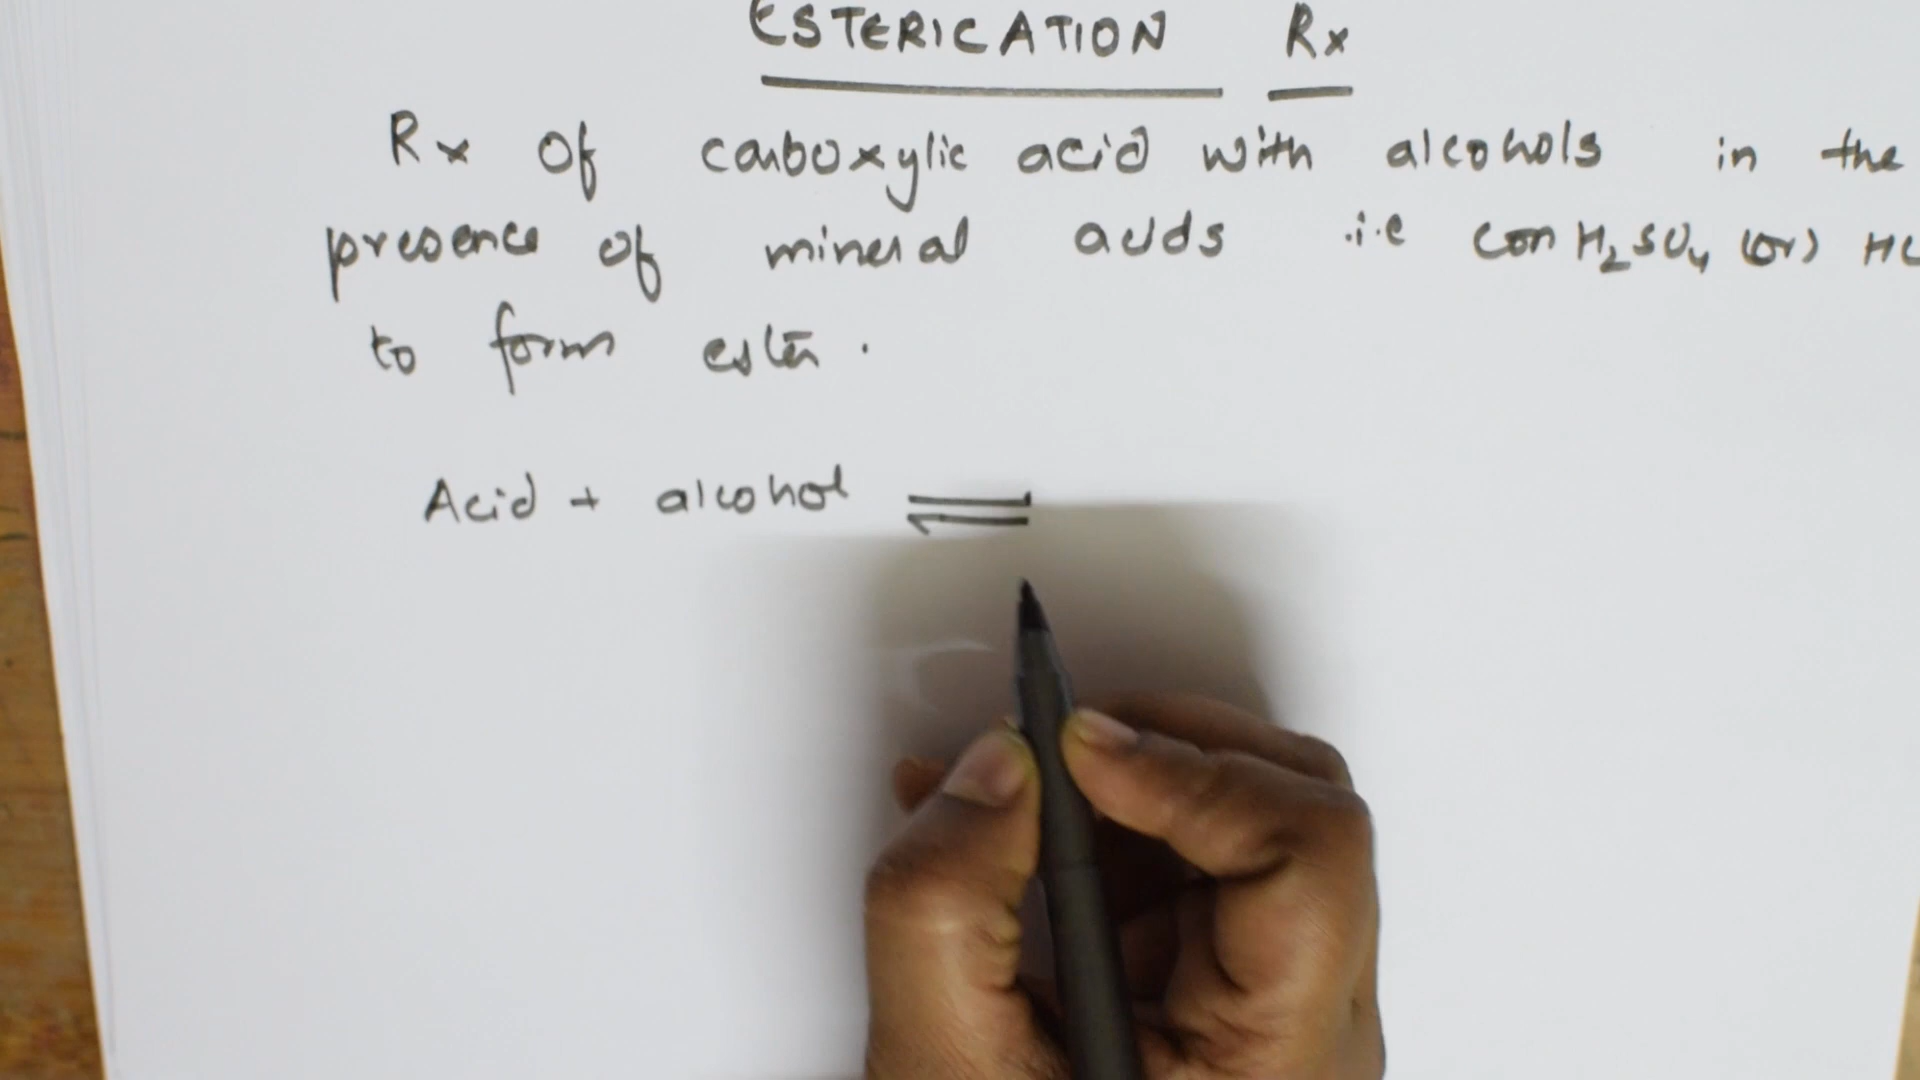 ESTERICATION Rx
Rx of carboxylic acid with alcohols in the
presence of mineral acids i.e con H₂SO₄ (or) HC
to form ester.
Acid + alcohol ⇌